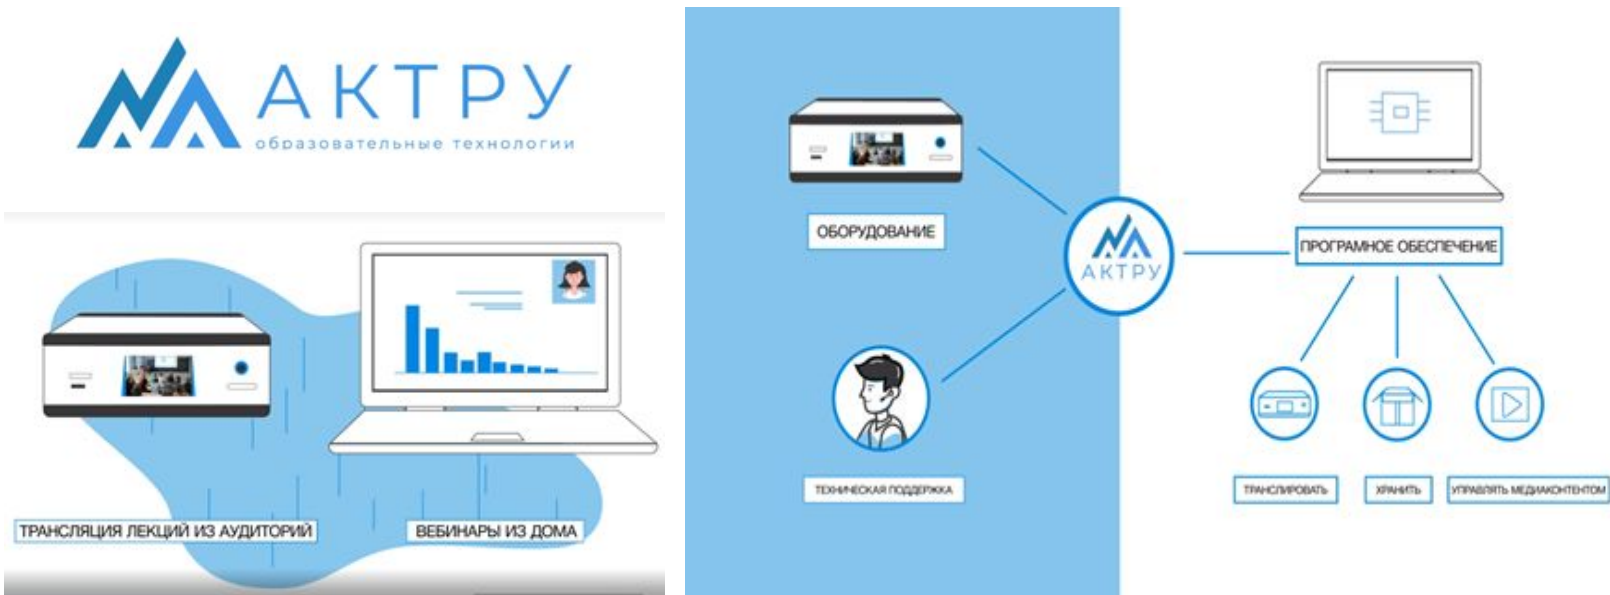 АКТРУ
образовательные технологии
ТРАНСЛЯЦИЯ ЛЕКЦИЙ ИЗ АУДИТОРИЙ
ВЕБИНАРЫ ИЗ ДОМА
ОБОРУДОВАНИЕ
АКТРУ
ПРОГРАМНОЕ ОБЕСПЕЧЕНИЕ
ТЕХНИЧЕСКАЯ ПОДДЕРЖКА
ТРАНСЛИРОВАТЬ
ХРАНИТЬ
УПРАВЛЯТЬ МЕДИАКОНТЕНТОМ